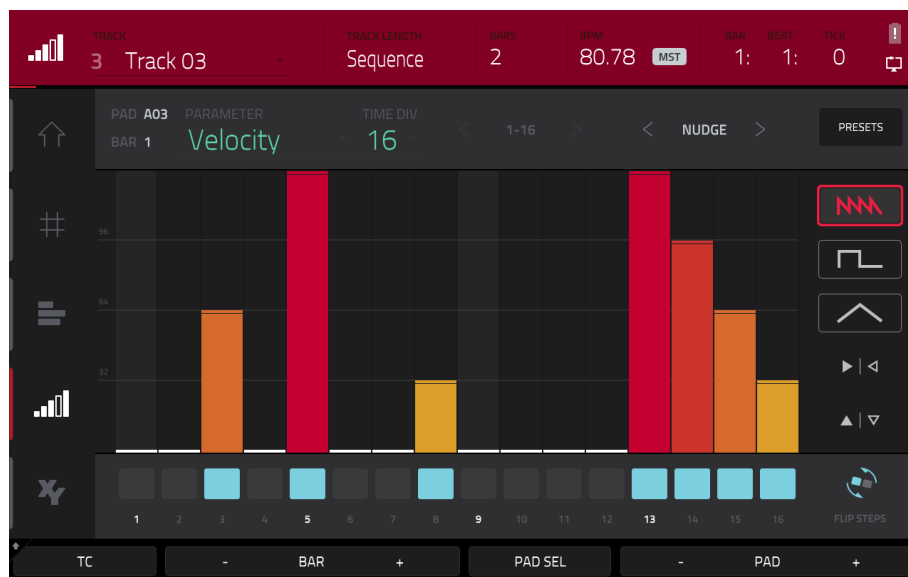 TRACK TRACK LENGTH BARS BPM BAR BEAT TICK
3 Track 03 Sequence 2 80.78 MST 1: 1: 0
PAD A03 PARAMETER TIME DIV
BAR 1 Velocity 16 1-16 NUDGE PRESETS
96
64
32
1 2 3 4 5 6 7 8 9 10 11 12 13 14 15 16 FLIP STEPS
XY
TC - BAR + PAD SEL - PAD +